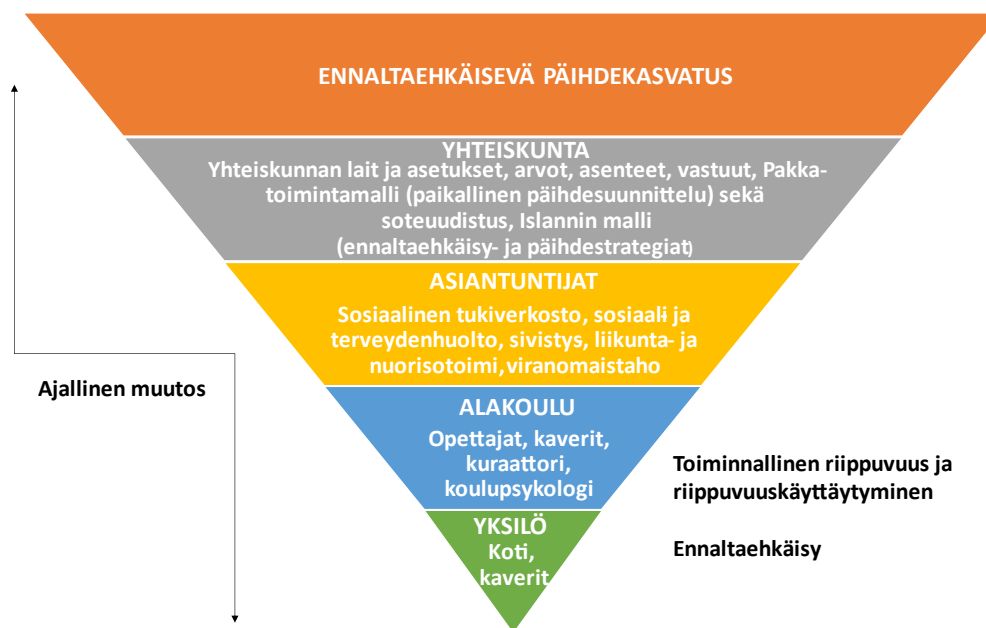 ENNALTAEHKÄISEVÄ PÄIHDEKASVATUS
YHTEISKUNTA
Yhteiskunnan lait ja asetukset, arvot, asenteet, vastuut, Pakka-
toimintamalli (paikallinen päihdesuunnittelu) sekä
soteuudistus, Islannin malli
(ennaltaehkäisy- ja päihdestrategiat)
ASIANTUNTIJAT
Sosiaalinen tukiverkosto, sosiaali- ja
terveydenhuolto, sivistys, liikunta- ja
nuorisotoimi, viranomaistaho
Ajallinen muutos
ALAKOULU
Opettajat, kaverit,
kuraattori,
koulupsykologi
Toiminnallinen riippuvuus ja
riippuvuuskäyttäytyminen
YKSILÖ
Koti,
kaverit
Ennaltaehkäisy